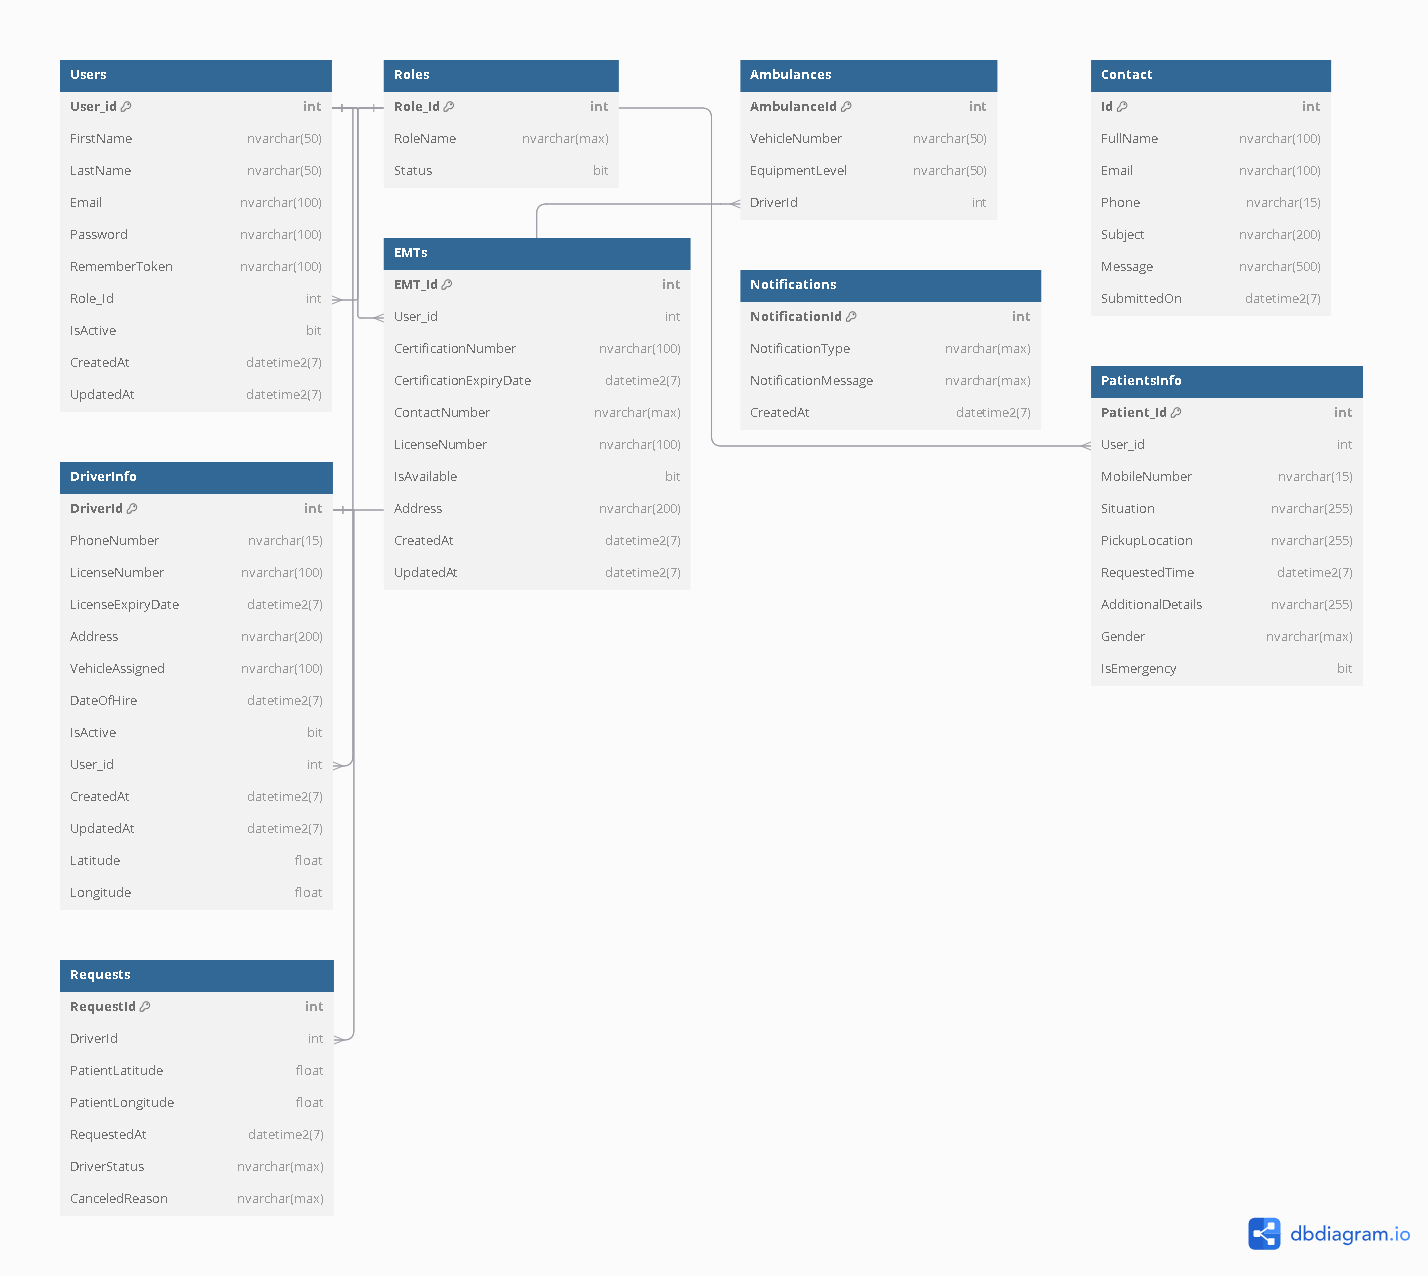 Users
User_id int
FirstName nvarchar(50)
LastName nvarchar(50)
Email nvarchar(100)
Password nvarchar(100)
RememberToken nvarchar(100)
Role_Id int
IsActive bit
CreatedAt datetime2(7)
UpdatedAt datetime2(7)
DriverInfo
DriverId int
PhoneNumber nvarchar(15)
LicenseNumber nvarchar(100)
LicenseExpiryDate datetime2(7)
Address nvarchar(200)
VehicleAssigned nvarchar(100)
DateOfHire datetime2(7)
IsActive bit
User_id int
CreatedAt datetime2(7)
UpdatedAt datetime2(7)
Latitude float
Longitude float
Requests
RequestId int
DriverId int
PatientLatitude float
PatientLongitude float
RequestedAt datetime2(7)
DriverStatus nvarchar(max)
CanceledReason nvarchar(max)
Roles
Role_Id int
RoleName nvarchar(max)
Status bit
EMTs
EMT_Id int
User_id int
CertificationNumber nvarchar(100)
CertificationExpiryDate datetime2(7)
ContactNumber nvarchar(max)
LicenseNumber nvarchar(100)
IsAvailable bit
Address nvarchar(200)
CreatedAt datetime2(7)
UpdatedAt datetime2(7)
Ambulances
AmbulanceId int
VehicleNumber nvarchar(50)
EquipmentLevel nvarchar(50)
DriverId int
Notifications
NotificationId int
NotificationType nvarchar(max)
NotificationMessage nvarchar(max)
CreatedAt datetime2(7)
Contact
Id int
FullName nvarchar(100)
Email nvarchar(100)
Phone nvarchar(15)
Subject nvarchar(200)
Message nvarchar(500)
SubmittedOn datetime2(7)
PatientsInfo
Patient_Id int
User_id int
MobileNumber nvarchar(15)
Situation nvarchar(255)
PickupLocation nvarchar(255)
RequestedTime datetime2(7)
AdditionalDetails nvarchar(255)
Gender nvarchar(max)
IsEmergency bit
dbdiagram.io